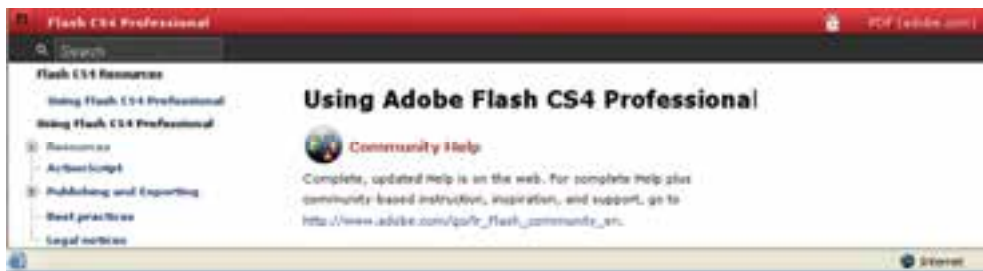 Fl Flash CS4 Professional PDF (adobe.com)
Search
Flash CS4 Resources
Using Flash CS4 Professional
Using Flash CS4 Professional
Resources
ActionScript
Publishing and Exporting
Best practices
Legal notices
Using Adobe Flash CS4 Professional
Community Help
Complete, updated Help is on the web. For complete Help plus
community-based instruction, inspiration, and support, go to
http://www.adobe.com/go/lr_Flash_community_en.
Internet